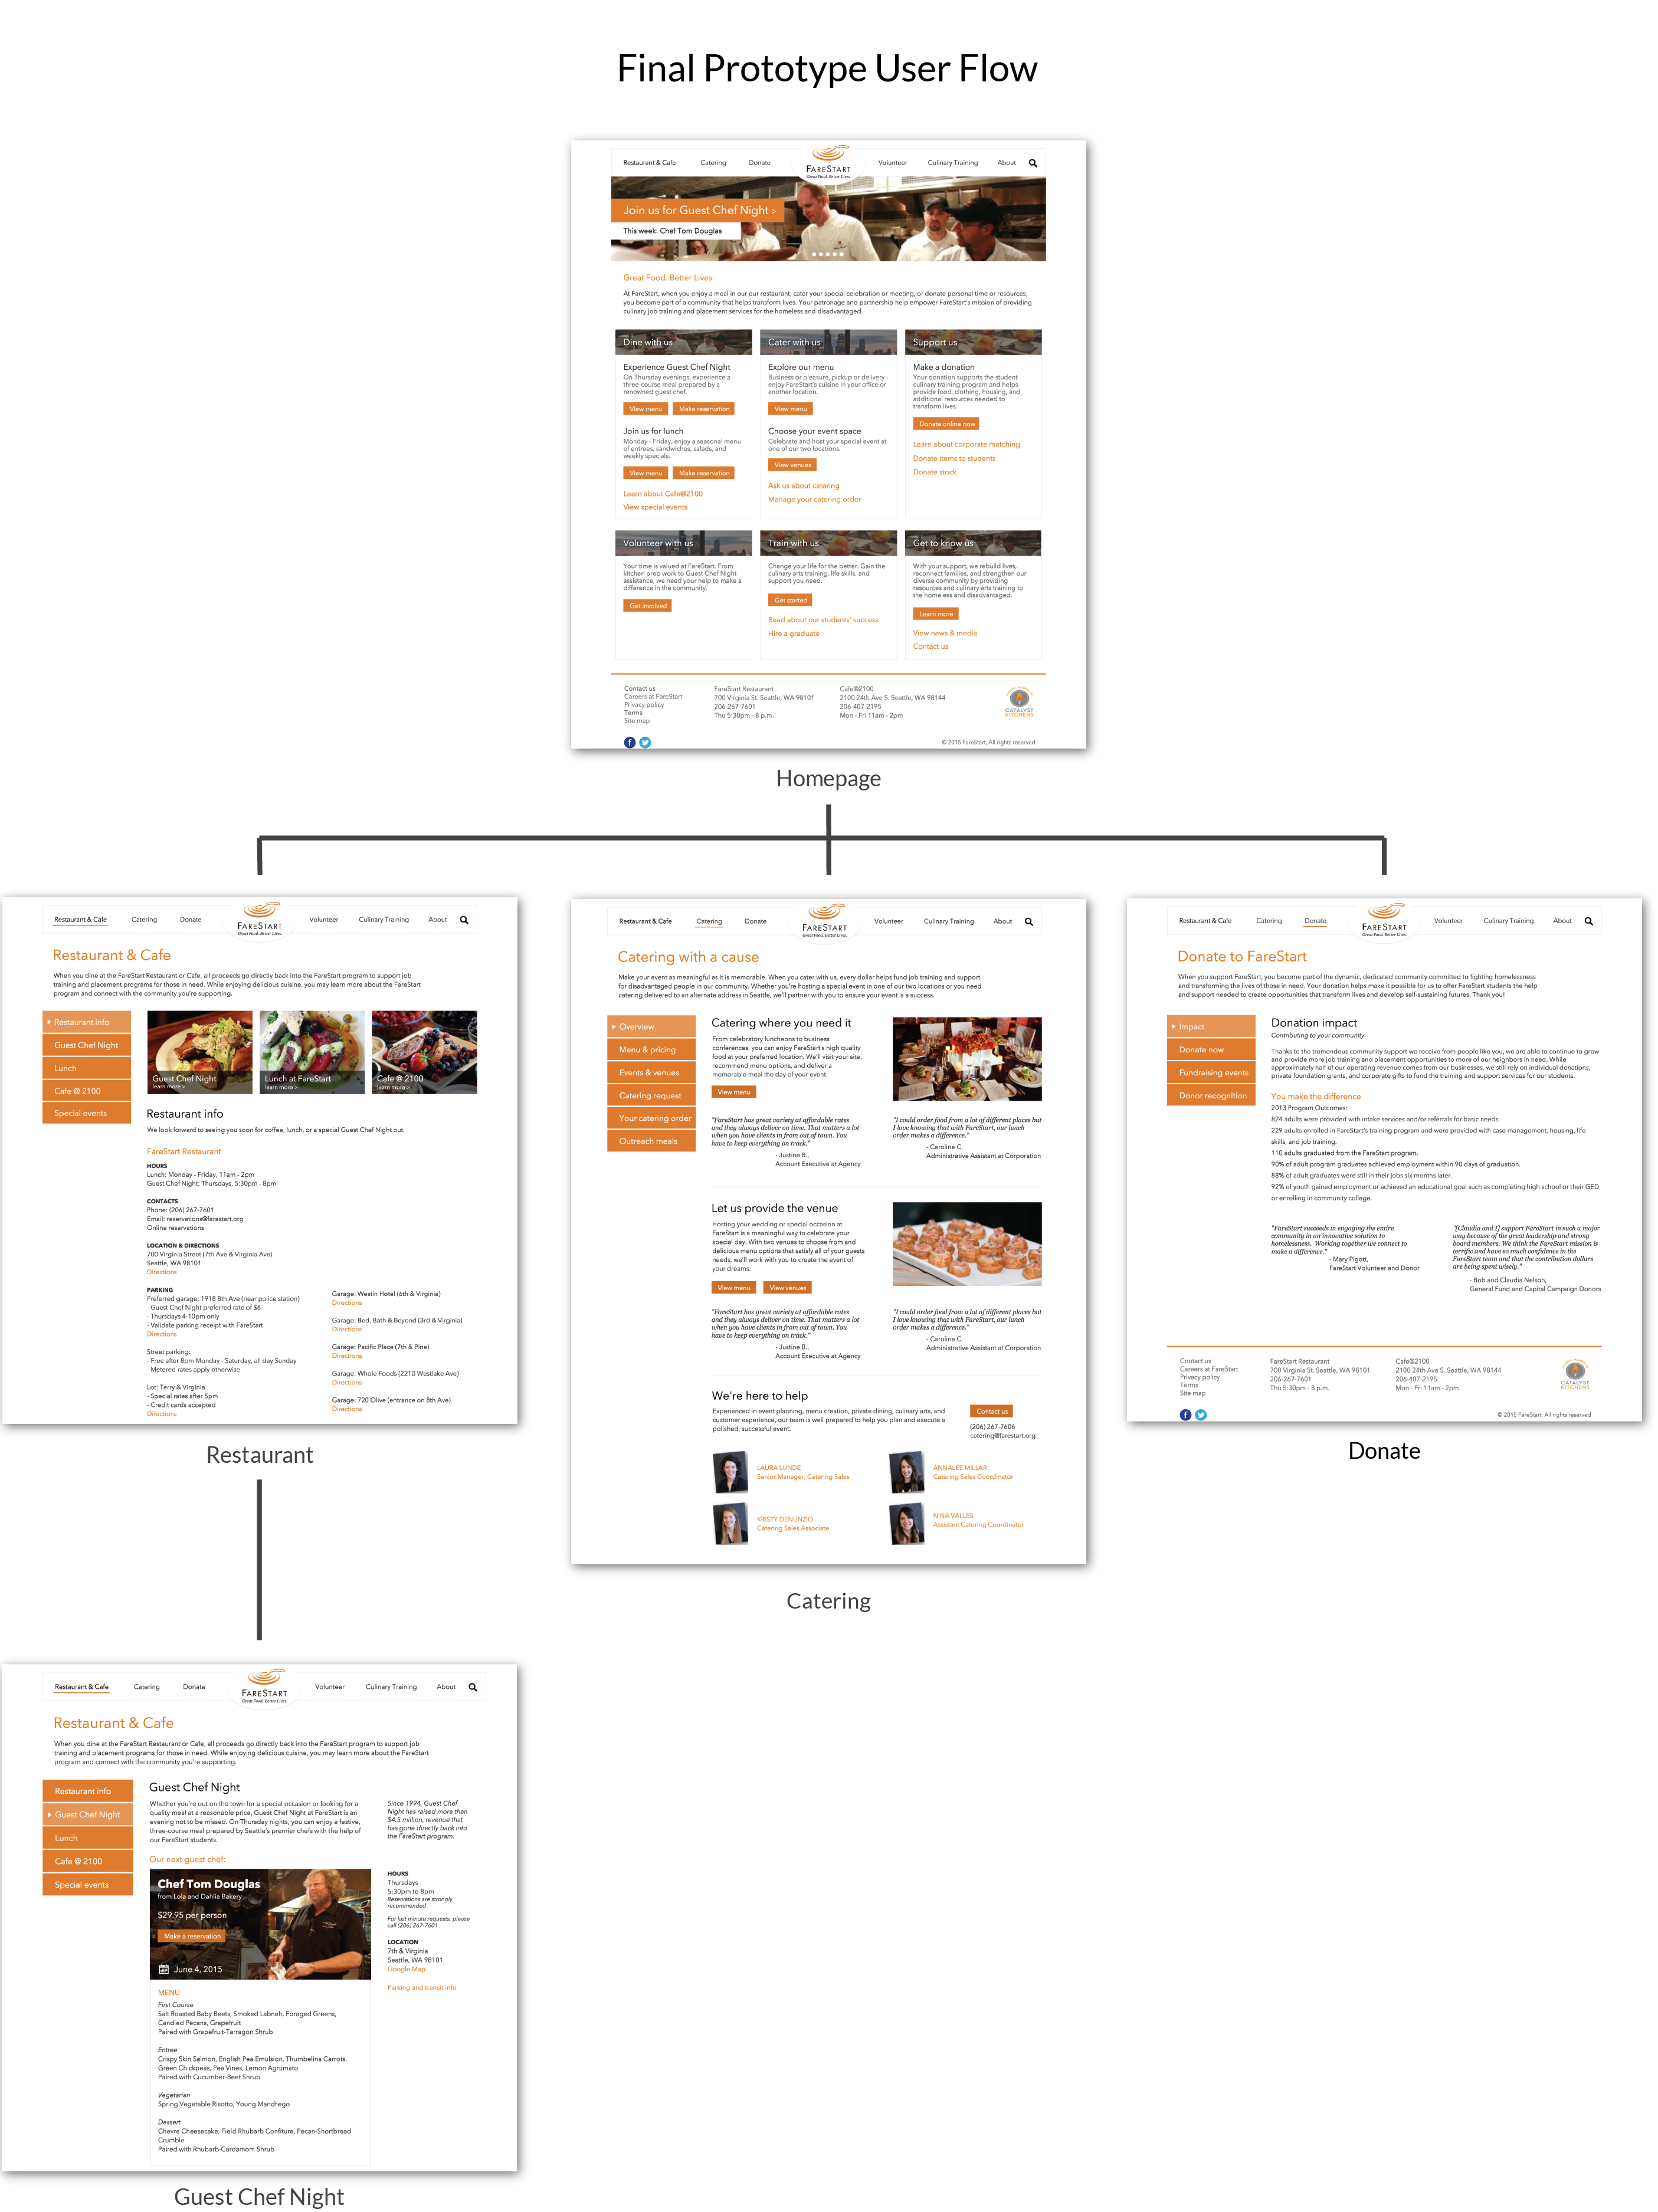 Final Prototype User Flow
Restaurant & Cafe
Catering
Donate
FARESTART
Great Food. Better Lives.
Volunteer
Culinary Training
About
Join us for Guest Chef Night >
This week: Chef Tom Douglas
Great Food. Better Lives.
At FareStart, when you enjoy a meal in our our restaurant, cater your special celebration or meeting, or donate personal time or resources,
you become part of a community that helps transform lives. Your patronage and partnership help empower FareStart's mission of providing
culinary job training and placement services for the homeless and disadvantaged.
Dine with us
Experience Guest Chef Night
On Thursday evenings, experience a
three-course meal prepared by a
renowned guest chef.
View menu
Make reservation
Join us for lunch
Monday - Friday, enjoy a seasonal menu
of entrees, sandwiches, salads, and
weekly specials.
View menu
Make reservation
Learn about Cafe@2100
View special events
Cater with us
Explore our menu
Business or pleasure, pickup or delivery -
enjoy FareStart's cuisine in your office or
another location.
View menu
Choose your event space
Celebrate and host your special event at
one of our two locations.
View venues
Ask us about catering
Manage your catering order
Support us
Make a donation
Your donation supports the student
culinary training program and helps
provide food, clothing, housing, and
additional resources needed to
transform lives.
Donate online now
Learn about corporate matching
Donate items to students
Donate stock
Volunteer with us
Your time is valued at FareStart. From
kitchen prep work to Guest Chef Night
assistance, we need your help to make a
difference in the community.
Get involved
Train with us
Change your life for the better. Gain the
culinary arts training, life skills, and
support you need.
Get started
Read about our students' success
Hire a graduate
Get to know us
With your support, we rebuild lives,
reconnect families, and strengthen our
diverse community by providing
resources and culinary arts training to
the homeless and disadvantaged.
Learn more
View news & media
Contact us
Contact us
Careers at FareStart
Privacy policy
Terms
Site map
FareStart Restaurant
700 Virginia St. Seattle, WA 98101
206-267-7601
Thu 5:30pm - 8 p.m.
Cafe@2100
2100 24th Ave S. Seattle, WA 98144
206-407-2195
Mon - Fri 11am - 2pm
CATALYST
KITCHENS
© 2015 FareStart, All rights reserved
Homepage
Restaurant & Cafe
Catering
Donate
FARESTART
Great Food. Better Lives.
Volunteer
Culinary Training
About
Restaurant & Cafe
When you dine at the FareStart Restaurant or Cafe, all proceeds go directly back into the FareStart program to support job
training and placement programs for those in need. While enjoying delicious cuisine, you may learn more about the FareStart
program and connect with the community you're supporting.
Restaurant info
Guest Chef Night
Lunch
Cafe @ 2100
Special events
Guest Chef Night
learn more >
Lunch at FareStart
learn more >
Cafe @ 2100
learn more >
Restaurant info
We look forward to seeing you soon for coffee, lunch, or a special Guest Chef Night out.
FareStart Restaurant
HOURS
Lunch: Monday - Friday, 11am - 2pm
Guest Chef Night: Thursdays, 5:30pm - 8pm
CONTACTS
Phone: (206) 267-7601
Email: reservations@farestart.org
Online reservations
LOCATION & DIRECTIONS
700 Virginia Street (7th Ave & Virginia Ave)
Seattle, WA 98101
Directions
PARKING
Preferred garage: 1918 8th Ave (near police station)
- Guest Chef Night preferred rate of $6
- Thursdays 4-10pm only
- Validate parking receipt with FareStart
Directions
Street parking:
- Free after 8pm Monday - Saturday, all day Sunday
- Metered rates apply otherwise
Lot: Terry & Virginia
- Special rates after 5pm
- Credit cards accepted
Directions
Garage: Westin Hotel (6th & Virginia)
Directions
Garage: Bed, Bath & Beyond (3rd & Virginia)
Directions
Garage: Pacific Place (7th & Pine)
Directions
Garage: Whole Foods (2210 Westlake Ave)
Directions
Garage: 720 Olive (entrance on 8th Ave)
Directions
Restaurant
Restaurant & Cafe
Catering
Donate
FARESTART
Great Food. Better Lives.
Volunteer
Culinary Training
About
Catering with a cause
Make your event as meaningful as it is memorable. When you cater with us, every dollar helps fund job training and support
for disadvantaged people in our community. Whether you're hosting a special event in one of our two locations or you need
catering delivered to an alternate address in Seattle, we'll partner with you to ensure your event is a success.
Overview
Menu & pricing
Events & venues
Catering request
Your catering order
Outreach meals
Catering where you need it
From celebratory luncheons to business
conferences, you can enjoy FareStart's high quality
food at your preferred location. We'll visit your site,
recommend menu options, and deliver a
memorable meal the day of your event.
View menu
"FareStart has great variety at affordable rates
and they always deliver on time. That matters a lot
when you have clients in from out of town. You
have to keep everything on track."
- Justine B.,
Account Executive at Agency
"I could order food from a lot of different places but
I love knowing that with FareStart, our lunch
order makes a difference."
- Caroline C.
Administrative Assistant at Corporation
Let us provide the venue
Hosting your wedding or special occasion at
FareStart is a meaningful way to celebrate your
special day. With two venues to choose from and
delicious menu options that satisfy all of your guests
needs, we'll work with you to create the event of
your dreams.
View menu
View venues
"FareStart has great variety at affordable rates
and they always deliver on time. That matters a lot
when you have clients in from out of town. You
have to keep everything on track."
- Justine B.,
Account Executive at Agency
"I could order food from a lot of different places but
I love knowing that with FareStart, our lunch
order makes a difference."
- Caroline C.
Administrative Assistant at Corporation
We're here to help
Experienced in event planning, menu creation, private dining, culinary arts, and
customer experience, our team is well prepared to help you plan and execute a
polished, successful event.
Contact us
(206) 267-7606
catering@farestart.org
LAURA LUNDE
Senior Manager, Catering Sales
ANNALEE MILLAR
Catering Sales Coordinator
KRISTY DENUNZIO
Catering Sales Associate
NINA VALLES
Assistant Catering Coordinator
Catering
Restaurant & Cafe
Catering
Donate
FARESTART
Great Food. Better Lives.
Volunteer
Culinary Training
About
Donate to FareStart
When you support FareStart, you become part of the dynamic, dedicated community committed to fighting homelessness
and transforming the lives of those in need. Your donation helps make it possible for us to offer FareStart students the help
and support needed to create opportunities that transform lives and develop self-sustaining futures. Thank you!
Impact
Donate now
Fundraising events
Donor recognition
Donation impact
Contributing to your community
Thanks to the tremendous community support we receive from people like you, we are able to continue to grow
and provide more job training and placement opportunities to more of our neighbors in need. While
approximately half of our operating revenue comes from our businesses, we still rely on individual donations,
private foundation grants, and corporate gifts to fund the training and support services for our students.
You make the difference
2013 Program Outcomes:
824 adults were provided with intake services and/or referrals for basic needs.
229 adults enrolled in FareStart's training program and were provided with case management, housing, life
skills, and job training.
110 adults graduated from the FareStart program.
90% of adult program graduates achieved employment within 90 days of graduation.
88% of adult graduates were still in their jobs six months later.
92% of youth gained employment or achieved an educational goal such as completing high school or their GED
or enrolling in community college.
"FareStart succeeds in engaging the entire
community in an innovative solution to
homelessness. Working together we connect to
make a difference."
- Mary Pigott,
FareStart Volunteer and Donor
"[Claudia and I] support FareStart in such a major
way because of the great leadership and strong
board members. We think the FareStart mission is
terrific and have so much confidence in the
FareStart team and that the contribution dollars
are being spent wisely."
- Bob and Claudia Nelson,
General Fund and Capital Campaign Donors
Contact us
Careers at FareStart
Privacy policy
Terms
Site map
FareStart Restaurant
700 Virginia St. Seattle, WA 98101
206-267-7601
Thu 5:30pm - 8 p.m.
Cafe@2100
2100 24th Ave S. Seattle, WA 98144
206-407-2195
Mon - Fri 11am - 2pm
CATALYST
KITCHENS
© 2015 FareStart, All rights reserved
Donate
Restaurant & Cafe
Catering
Donate
FARESTART
Great Food. Better Lives.
Volunteer
Culinary Training
About
Restaurant & Cafe
When you dine at the FareStart Restaurant or Cafe, all proceeds go directly back into the FareStart program to support job
training and placement programs for those in need. While enjoying delicious cuisine, you may learn more about the FareStart
program and connect with the community you're supporting.
Restaurant info
Guest Chef Night
Lunch
Cafe @ 2100
Special events
Guest Chef Night
Whether you're out on the town for a special occasion or looking for a
quality meal at a reasonable price, Guest Chef Night at FareStart is an
evening not to be missed. On Thursday nights, you can enjoy a festive,
three-course meal prepared by Seattle's premier chefs with the help of
our FareStart students.
Since 1994, Guest Chef
Night has raised more than
$4.5 million, revenue that
has gone directly back into
the FareStart program.
Our next guest chef:
Chef Tom Douglas
from Lola and Dahlia Bakery
$29.95 per person
Make a reservation
June 4, 2015
HOURS
Thursdays
5:30pm to 8pm
Reservations are strongly
recommended
For last minute requests, please
call (206) 267-7601
LOCATION
7th & Virginia
Seattle, WA 98101
Google Map
Parking and transit info
MENU
First Course
Salt Roasted Baby Beets, Smoked Labneh, Foraged Greens,
Candied Pecans, Grapefruit
Paired with Grapefruit-Tarragon Shrub
Entree
Crispy Skin Salmon, English Pea Emulsion, Thumbelina Carrots,
Green Chickpeas, Pea Vines, Lemon Agrumato
Paired with Cucumber-Beet Shrub
Vegetarian
Spring Vegetable Risotto, Young Manchego
Dessert
Chevre Cheesecake, Field Rhubarb Confiture, Pecan-Shortbread
Crumble
Paired with Rhubarb-Cardamom Shrub
Guest Chef Night